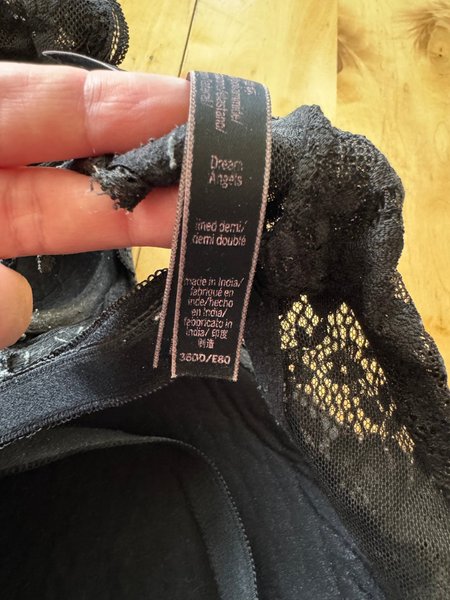 Dream
Angels
lined demi/
demi doublé
made in India/
fabriqué en
Inde/hecho
en India/
fabbricato in
India/ 印度
制造
36DD/E80